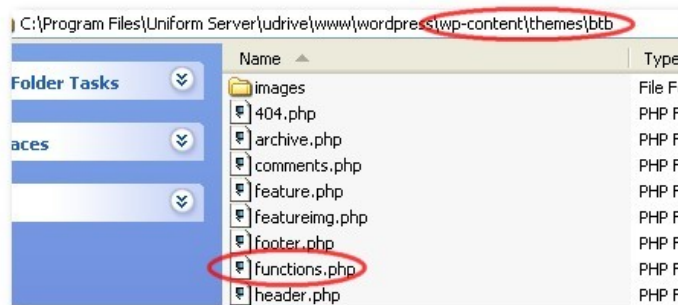 C:\Program Files\Uniform Server\udrive\www\wordpress\wp-content\themes\btb
Name Type
Folder Tasks
images File F
404.php PHP F
archive.php PHP F
aces
comments.php PHP F
feature.php PHP F
featureimg.php PHP F
footer.php PHP F
functions.php PHP F
header.php PHP F